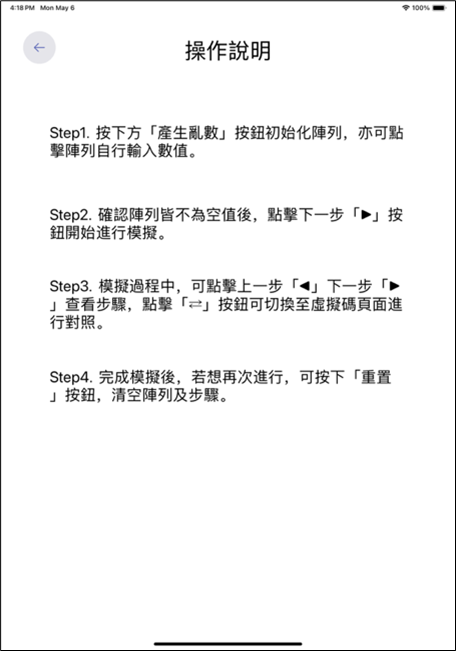 4:18 PM Mon May 6 100%
←
操作說明
Step1. 按下方「產生亂數」按鈕初始化陣列，亦可點
擊陣列自行輸入數值。
Step2. 確認陣列皆不為空值後，點擊下一步「▶」按
鈕開始進行模擬。
Step3. 模擬過程中，可點擊上一步「◀」下一步「▶
」查看步驟，點擊「⇄」按鈕可切換至虛擬碼頁面進
行對照。
Step4. 完成模擬後，若想再次進行，可按下「重置
」按鈕，清空陣列及步驟。